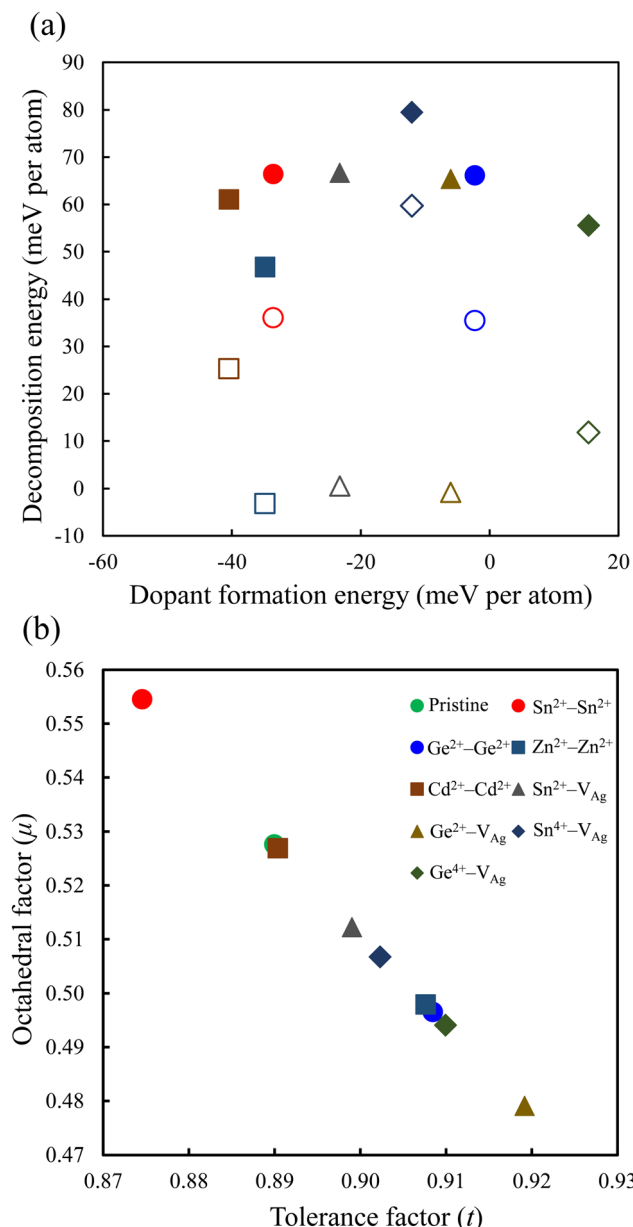 (a)
Decomposition energy (meV per atom)
90
80
70
60
50
40
30
20
10
0
-10
-60
-40
-20
0
20
Dopant formation energy (meV per atom)
(b)
Octahedral factor (μ)
0.56
0.55
0.54
0.53
0.52
0.51
0.50
0.49
0.48
0.47
Pristine
Sn²⁺–Sn²⁺
Ge²⁺–Ge²⁺
Zn²⁺–Zn²⁺
Cd²⁺–Cd²⁺
Sn²⁺–V_Ag
Ge²⁺–V_Ag
Sn⁴⁺–V_Ag
Ge⁴⁺–V_Ag
0.87
0.88
0.89
0.90
0.91
0.92
0.93
Tolerance factor (t)